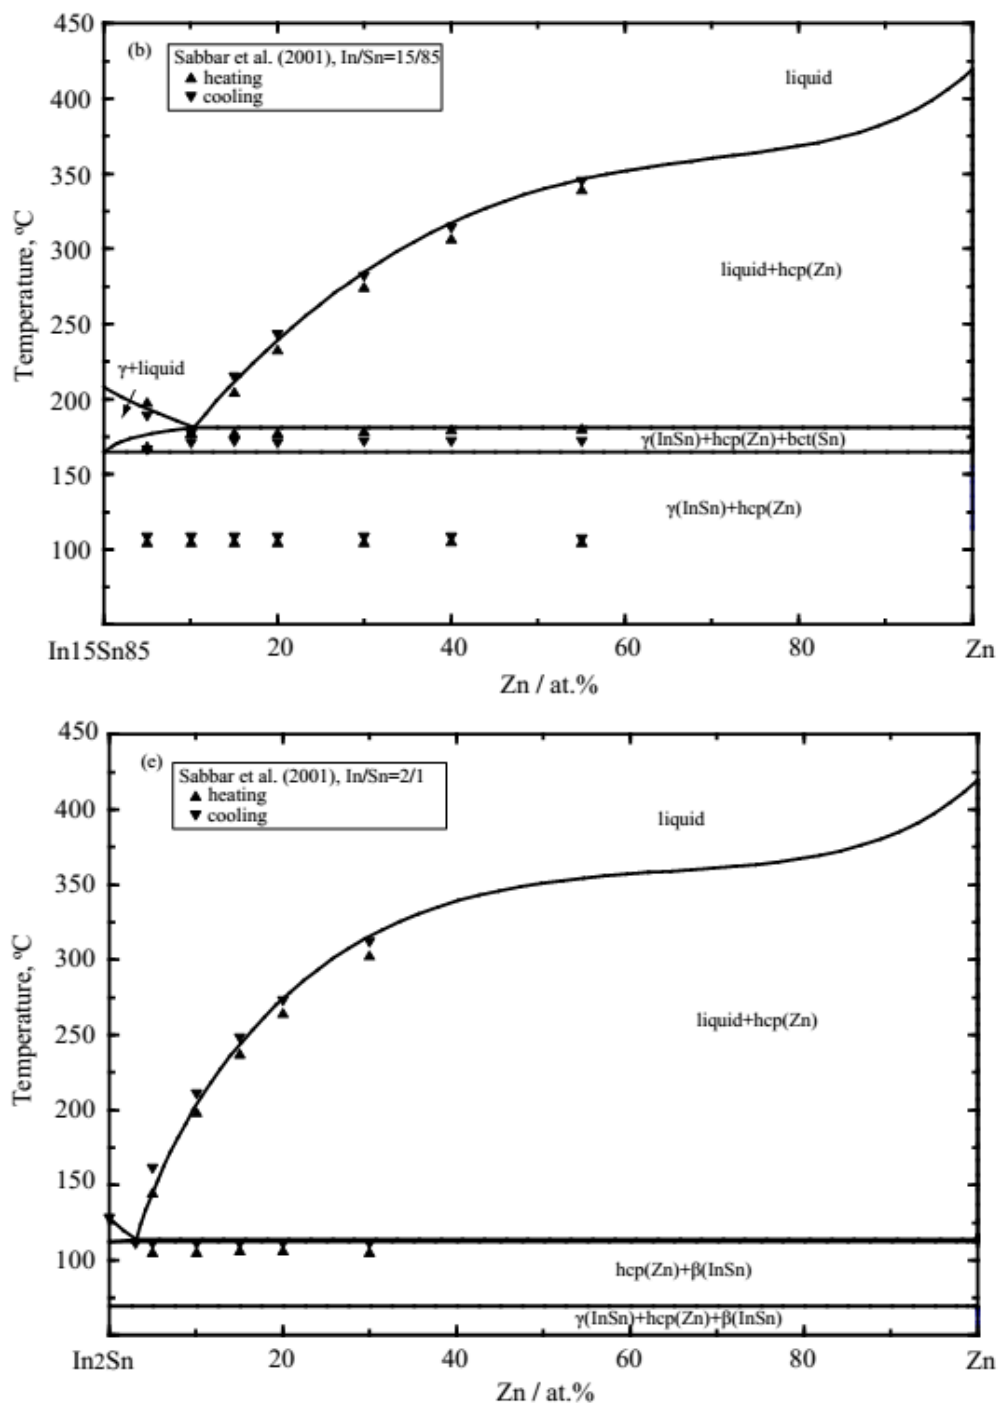 450
(b)
Sabbar et al. (2001), In/Sn=15/85
▲ heating
▼ cooling
liquid
400
350
300
liquid+hcp(Zn)
Temperature, ºC
250
γ+liquid
200
γ(InSn)+hcp(Zn)+bct(Sn)
150
γ(InSn)+hcp(Zn)
100
In15Sn85 20 40 60 80 Zn
Zn / at.%
450
(e)
Sabbar et al. (2001), In/Sn=2/1
▲ heating
▼ cooling
liquid
400
350
300
Temperature, ºC
liquid+hcp(Zn)
250
200
150
100
hcp(Zn)+β(InSn)
γ(InSn)+hcp(Zn)+β(InSn)
In2Sn 20 40 60 80 Zn
Zn / at.%